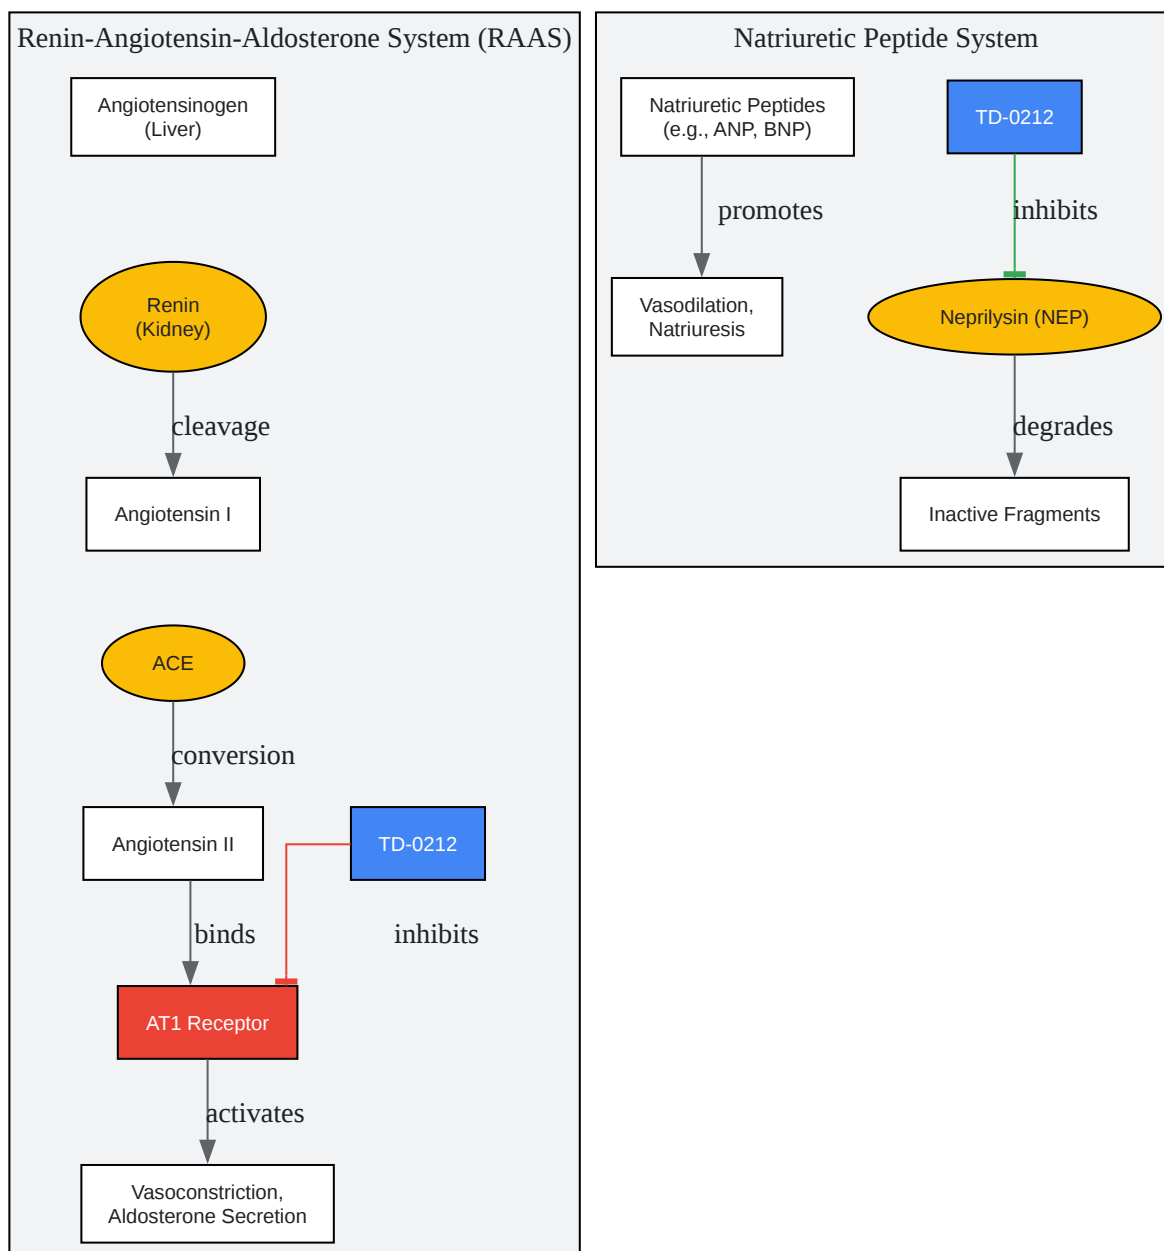 Renin-Angiotensin-Aldosterone System (RAAS)
Angiotensinogen
(Liver)
Renin
(Kidney)
cleavage
Angiotensin I
ACE
conversion
Angiotensin II
TD-0212
binds
inhibits
AT1 Receptor
activates
Vasoconstriction,
Aldosterone Secretion
Natriuretic Peptide System
Natriuretic Peptides
(e.g., ANP, BNP)
TD-0212
promotes
inhibits
Vasodilation,
Natriuresis
Neprilysin (NEP)
degrades
Inactive Fragments